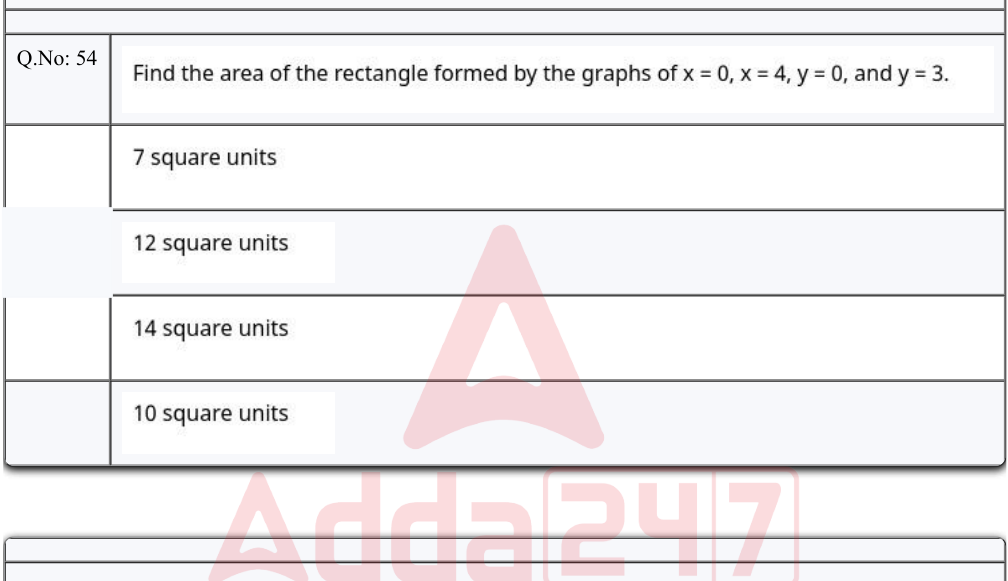 Q.No: 54
Find the area of the rectangle formed by the graphs of x = 0, x = 4, y = 0, and y = 3.
7 square units
12 square units
14 square units
10 square units
Adda247